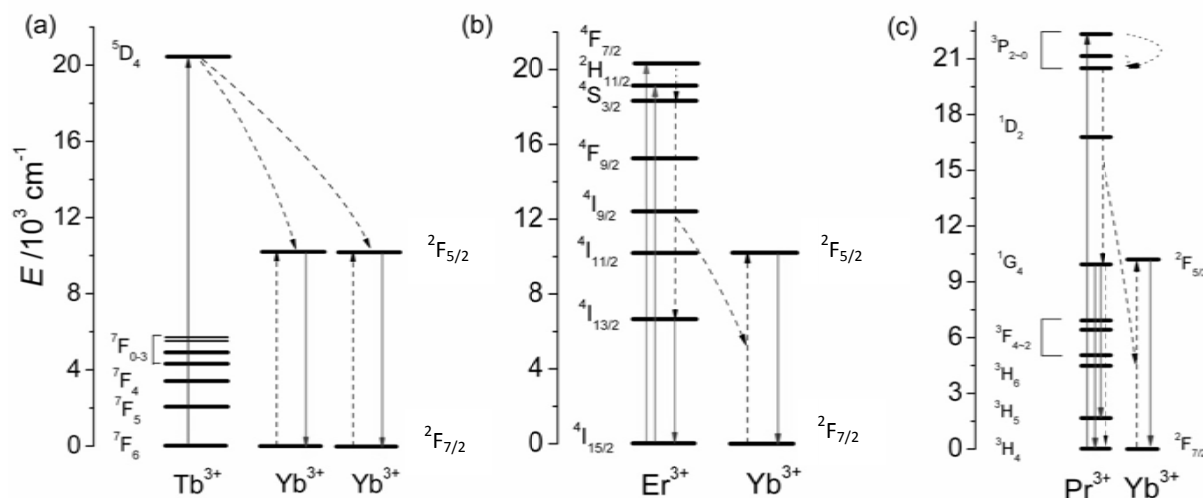 (a)
E /10³ cm⁻¹
20
16
12
8
4
0
⁵D₄
⁷F₀₋₃
⁷F₄
⁷F₅
⁷F₆
²F₅/₂
²F₇/₂
Tb³⁺ Yb³⁺ Yb³⁺
(b)
20
16
12
8
4
0
⁴F₇/₂
²H₁₁/₂
⁴S₃/₂
⁴F₉/₂
⁴I₉/₂
⁴I₁₁/₂
⁴I₁₃/₂
⁴I₁₅/₂
²F₅/₂
²F₇/₂
Er³⁺ Yb³⁺
(c)
21
18
15
12
9
6
3
0
³P₂~₀
¹D₂
¹G₄
³F₄~₂
³H₆
³H₅
³H₄
²F₅/
²F₇/₂
Pr³⁺ Yb³⁺